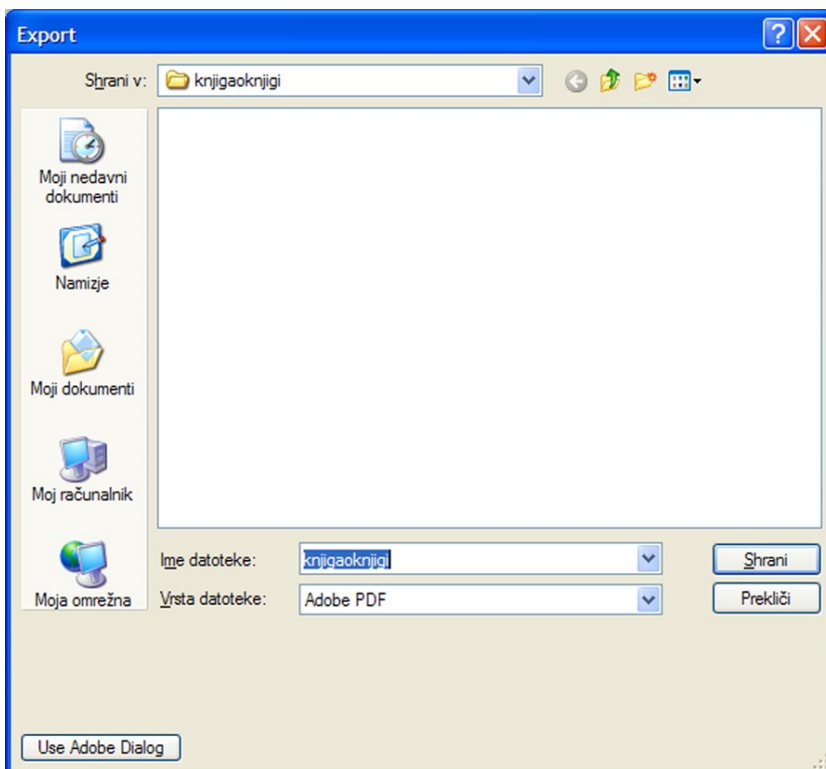 Export
Shrani v: knjigaoknjigi
Moji nedavni
dokumenti
Namizje
Moji dokumenti
Moj računalnik
Moja omrežna
Ime datoteke: knjigaoknjigi Shrani
Vrsta datoteke: Adobe PDF Prekliči
Use Adobe Dialog